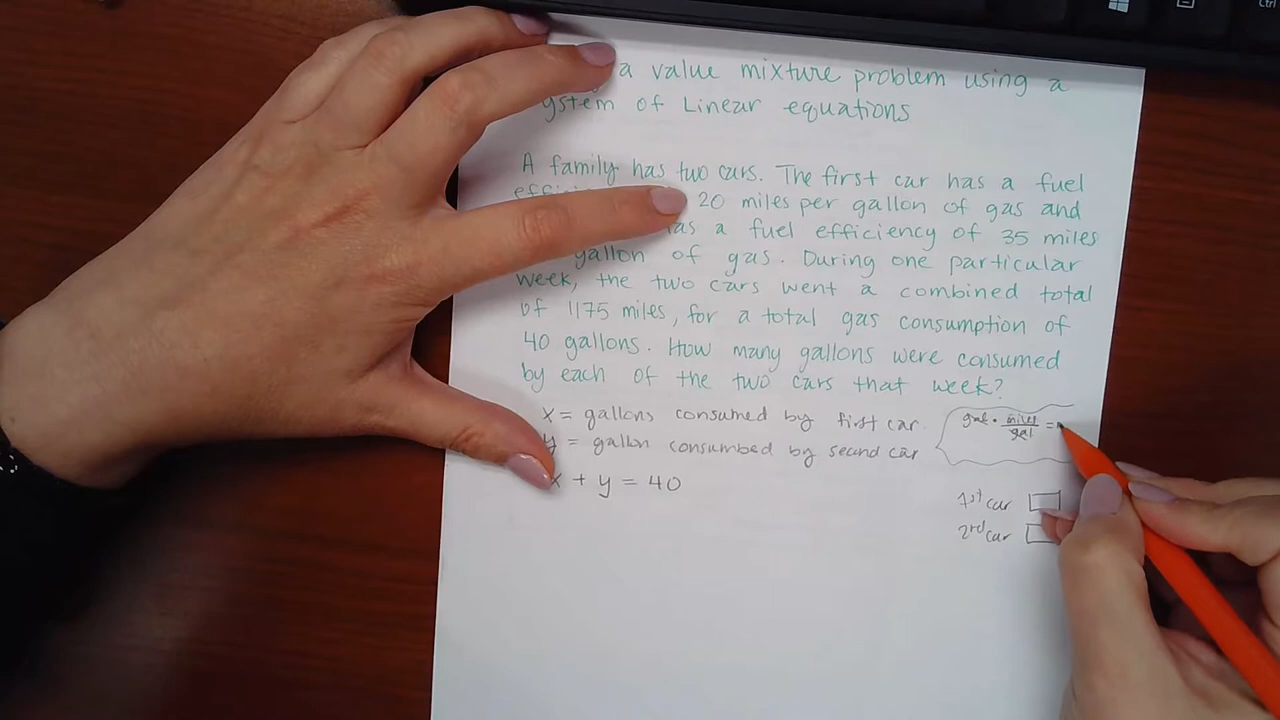 a value mixture problem using a
ystem of Linear equations
A family has two cars. The first car has a fuel
20 miles per gallon of gas and
as a fuel efficiency of 35 miles
gallon of gas. During one particular
week, the two cars went a combined total
of 1175 miles, for a total gas consumption of
40 gallons. How many gallons were consumed
by each of the two cars that week?
x = gallons consumed by first car
y = gallon consumbed by second car
gal · miles/gal =
x + y = 40
1st car
2rd car
Ctrl